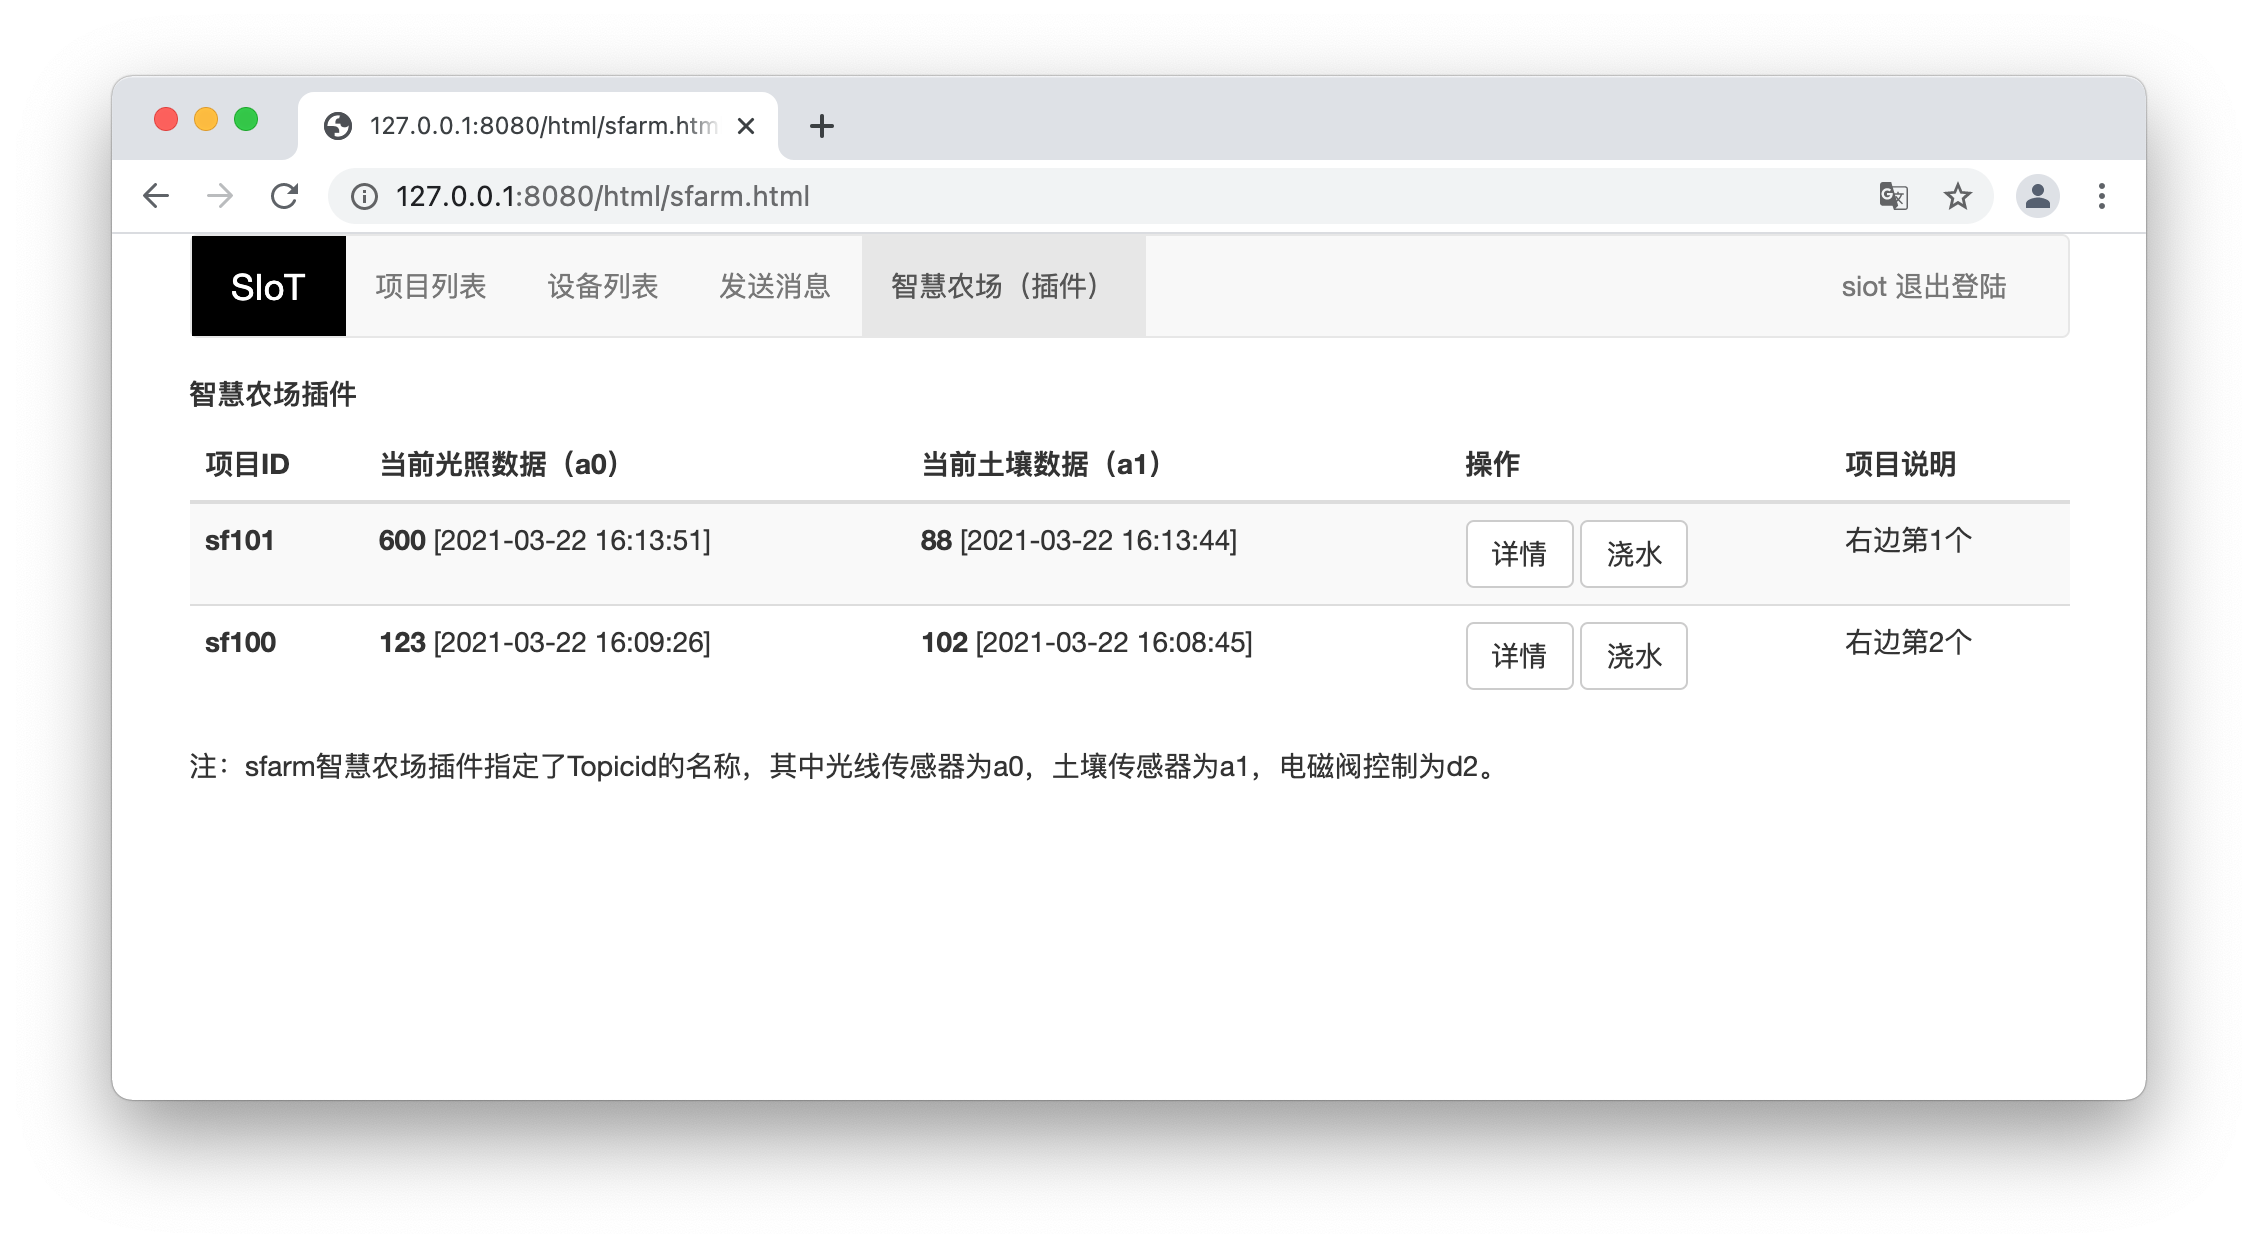 127.0.0.1:8080/html/sfarm.htm
127.0.0.1:8080/html/sfarm.html
SIoT 项目列表 设备列表 发送消息 智慧农场（插件） siot 退出登陆
智慧农场插件
项目ID 当前光照数据（a0） 当前土壤数据（a1） 操作 项目说明
sf101 600 [2021-03-22 16:13:51] 88 [2021-03-22 16:13:44] 详情 浇水 右边第1个
sf100 123 [2021-03-22 16:09:26] 102 [2021-03-22 16:08:45] 详情 浇水 右边第2个
注：sfarm智慧农场插件指定了Topicid的名称，其中光线传感器为a0，土壤传感器为a1，电磁阀控制为d2。